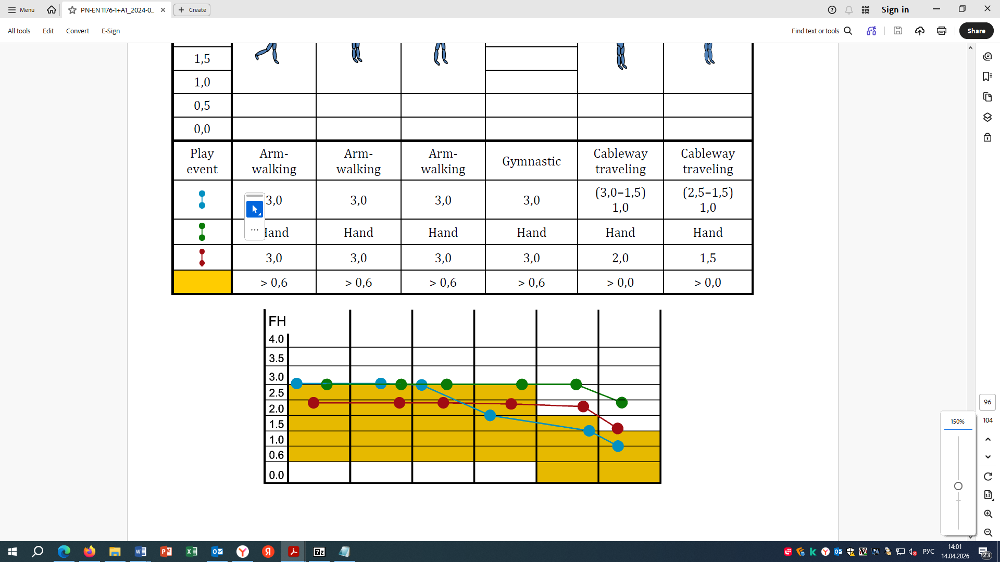 Menu
PN-EN 1176-1+A1_2024-0...
Create
Sign in
All tools
Edit
Convert
E-Sign
Find text or tools
Share
1,5
1,0
0,5
0,0
Play event Arm-walking Arm-walking Arm-walking Gymnastic Cableway traveling Cableway traveling
3,0 3,0 3,0 3,0 (3,0–1,5) 1,0 (2,5–1,5) 1,0
Hand Hand Hand Hand Hand
3,0 3,0 3,0 3,0 2,0 1,5
> 0,6 > 0,6 > 0,6 > 0,6 > 0,0 > 0,0
FH
4.0
3.5
3.0
2.5
2.0
1.5
1.0
0.6
0.0
96
104
150%
РУС
14:01
14.04.2026
23